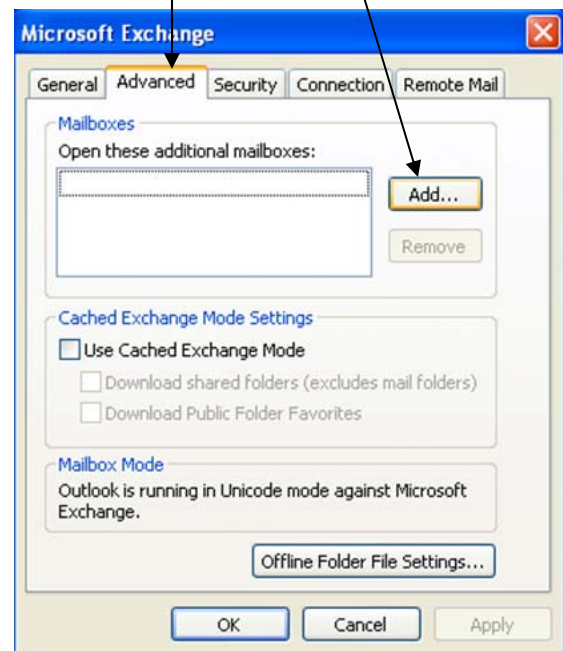 Microsoft Exchange
General Advanced Security Connection Remote Mail
Mailboxes
Open these additional mailboxes:
Add...
Remove
Cached Exchange Mode Settings
Use Cached Exchange Mode
Download shared folders (excludes mail folders)
Download Public Folder Favorites
Mailbox Mode
Outlook is running in Unicode mode against Microsoft
Exchange.
Offline Folder File Settings...
OK Cancel Apply